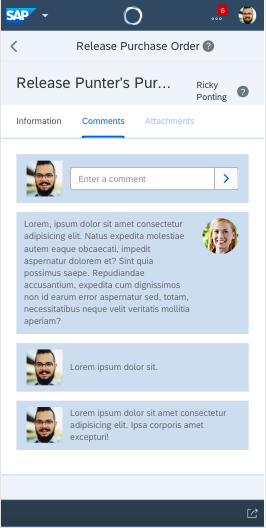 SAP
6
Release Purchase Order ?
Release Punter's Pur...
Ricky
Ponting
?
Information Comments Attachments
Enter a comment
Lorem, ipsum dolor sit amet consectetur
adipisicing elit. Natus expedita molestiae
autem eaque obcaecati, impedit
aspernatur dolorem et? Sint quia
possimus saepe. Repudiandae
accusantium, expedita cum dignissimos
non id earum error aspernatur sed, totam,
necessitatibus neque velit veritatis mollitia
aperiam?
Lorem ipsum dolor sit.
Lorem ipsum dolor sit amet consectetur
adipisicing elit. Ipsa corporis amet
excepturi!